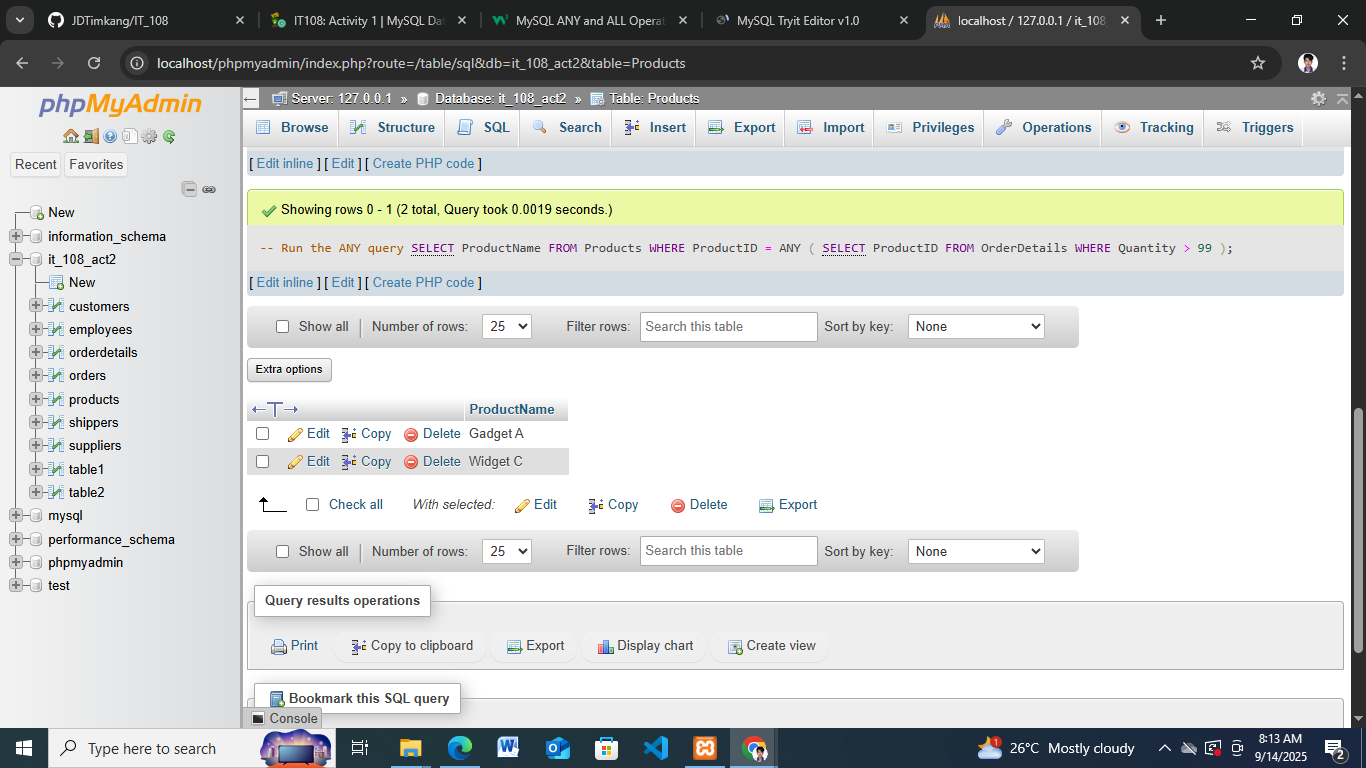 JDTimkang/IT_108
IT108: Activity 1 | MySQL Dat
MySQL ANY and ALL Operat
MySQL Tryit Editor v1.0
localhost / 127.0.0.1 / it_108
localhost/phpmyadmin/index.php?route=/table/sql&db=it_108_act2&table=Products
phpMyAdmin
Recent
Favorites
New
information_schema
it_108_act2
New
customers
employees
orderdetails
orders
products
shippers
suppliers
table1
table2
mysql
performance_schema
phpmyadmin
test
Server: 127.0.0.1 » Database: it_108_act2 » Table: Products
Browse Structure SQL Search Insert Export Import Privileges Operations Tracking Triggers
[ Edit inline ] [ Edit ] [ Create PHP code ]
Showing rows 0 - 1 (2 total, Query took 0.0019 seconds.)
-- Run the ANY query SELECT ProductName FROM Products WHERE ProductID = ANY ( SELECT ProductID FROM OrderDetails WHERE Quantity > 99 );
[ Edit inline ] [ Edit ] [ Create PHP code ]
Show all Number of rows: 25 Filter rows: Search this table Sort by key: None
Extra options
ProductName
Edit Copy Delete Gadget A
Edit Copy Delete Widget C
Check all With selected: Edit Copy Delete Export
Show all Number of rows: 25 Filter rows: Search this table Sort by key: None
Query results operations
Print Copy to clipboard Export Display chart Create view
Bookmark this SQL query
Console
Type here to search
1
26°C Mostly cloudy
8:13 AM
9/14/2025
2